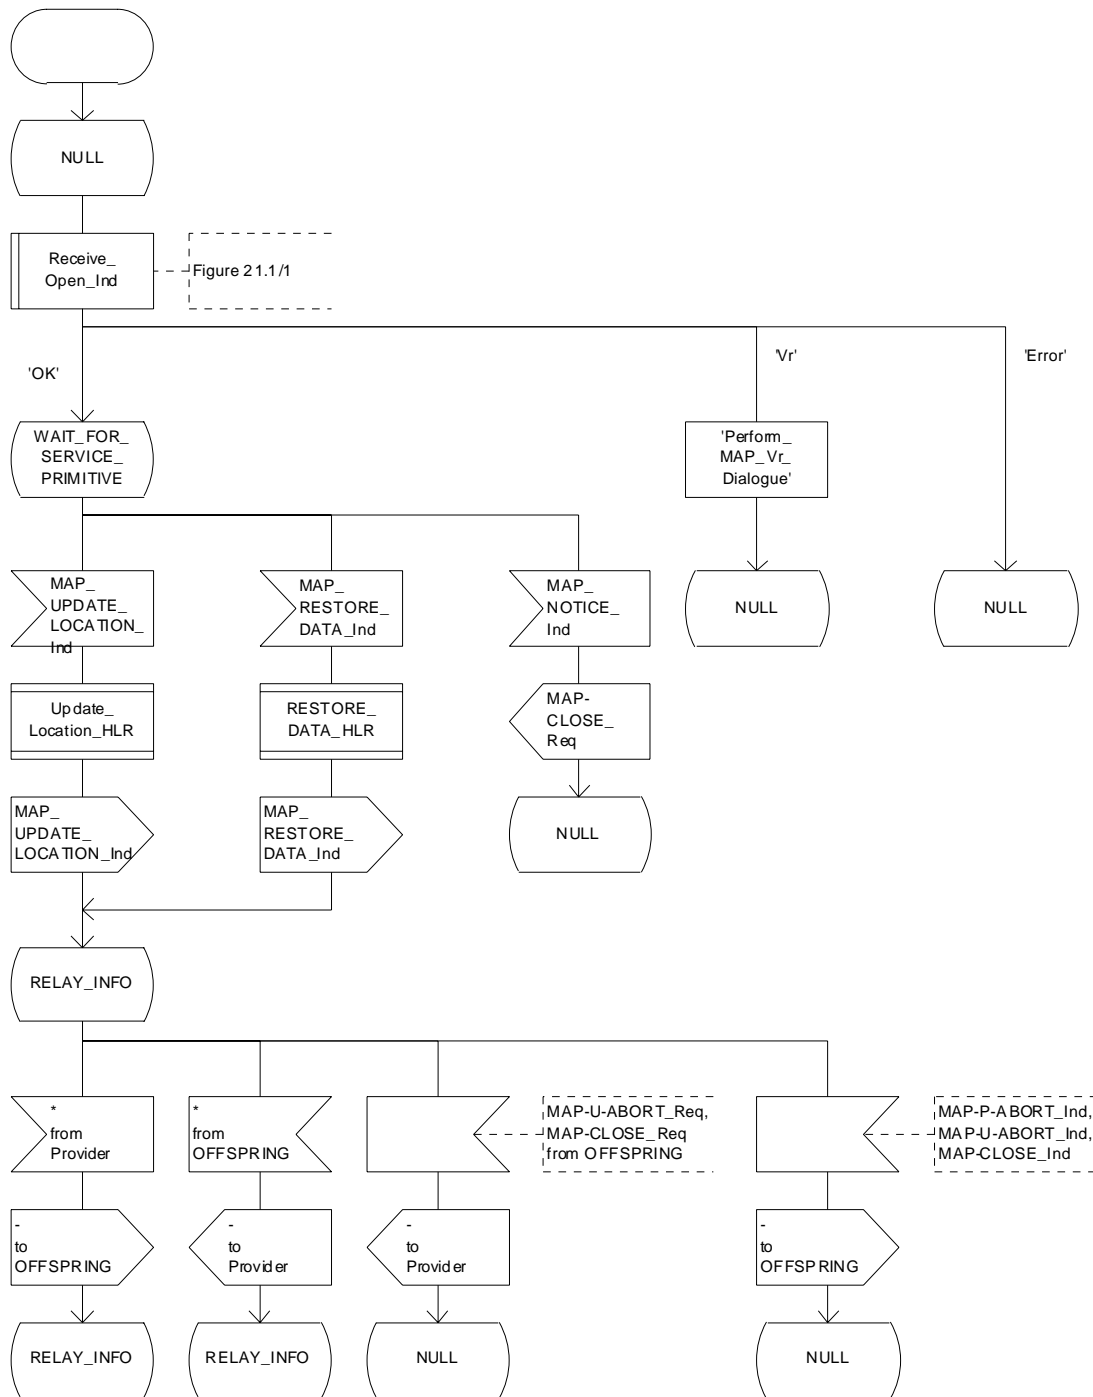 NULL
Receive_
Open_Ind
Figure 21.1/1
'OK'
'Vr'
'Error'
WAIT_FOR_
SERVICE_
PRIMITIVE
'Perform_
MAP_Vr_
Dialogue'
MAP_
UPDATE_
LOCATION_
Ind
MAP_
RESTORE_
DATA_Ind
MAP_
NOTICE_
Ind
NULL
NULL
Update_
Location_HLR
RESTORE_
DATA_HLR
MAP-
CLOSE_
Req
MAP_
UPDATE_
LOCATION_Ind
MAP_
RESTORE_
DATA_Ind
NULL
RELAY_INFO
*
from
Provider
*
from
OFFSPRING
MAP-U-ABORT_Req,
MAP-CLOSE_Req
from OFFSPRING
MAP-P-ABORT_Ind,
MAP-U-ABORT_Ind,
MAP-CLOSE_Ind
-
to
OFFSPRING
-
to
Provider
-
to
Provider
-
to
OFFSPRING
RELAY_INFO
RELAY_INFO
NULL
NULL